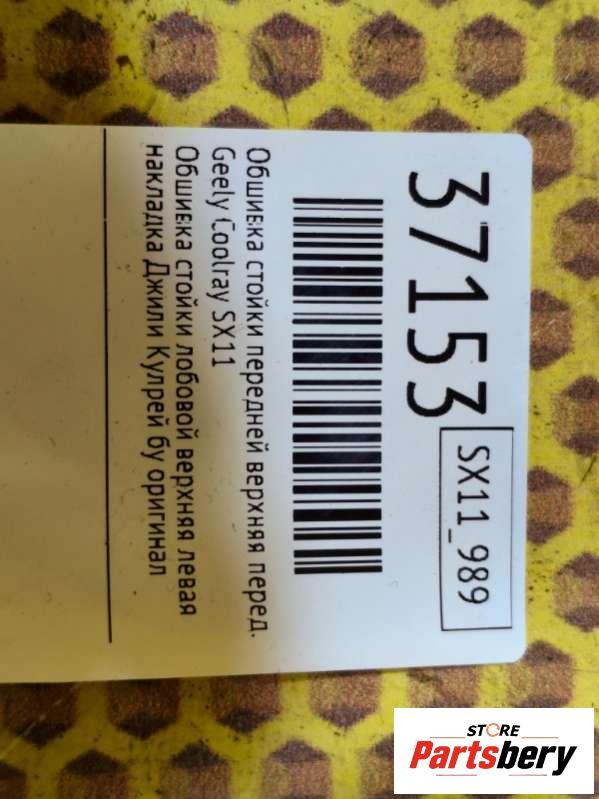 37153
SX11_989
Обшивка стойки передней верхняя перед.
Geely Coolray SX11
Обшивка стойки лобовой верхняя левая
накладка Джили Кулрей бу оригинал
STORE
Partsbery